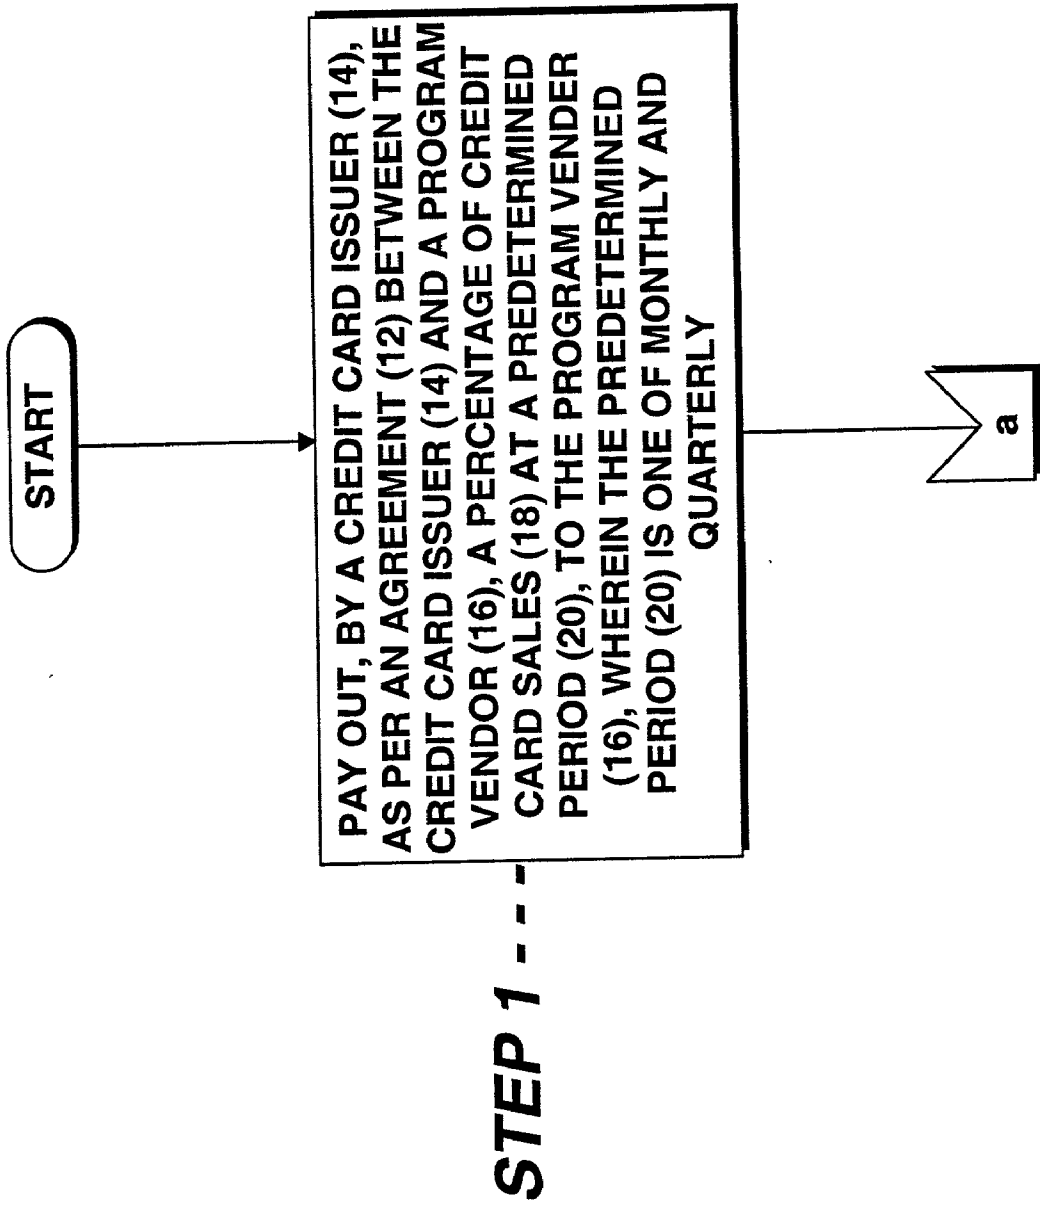 START
PAY OUT, BY A CREDIT CARD ISSUER (14),
AS PER AN AGREEMENT (12) BETWEEN THE
CREDIT CARD ISSUER (14) AND A PROGRAM
VENDOR (16), A PERCENTAGE OF CREDIT
CARD SALES (18) AT A PREDETERMINED
PERIOD (20), TO THE PROGRAM VENDER
(16), WHEREIN THE PREDETERMINED
PERIOD (20) IS ONE OF MONTHLY AND
QUARTERLY
STEP 1 - - -
a